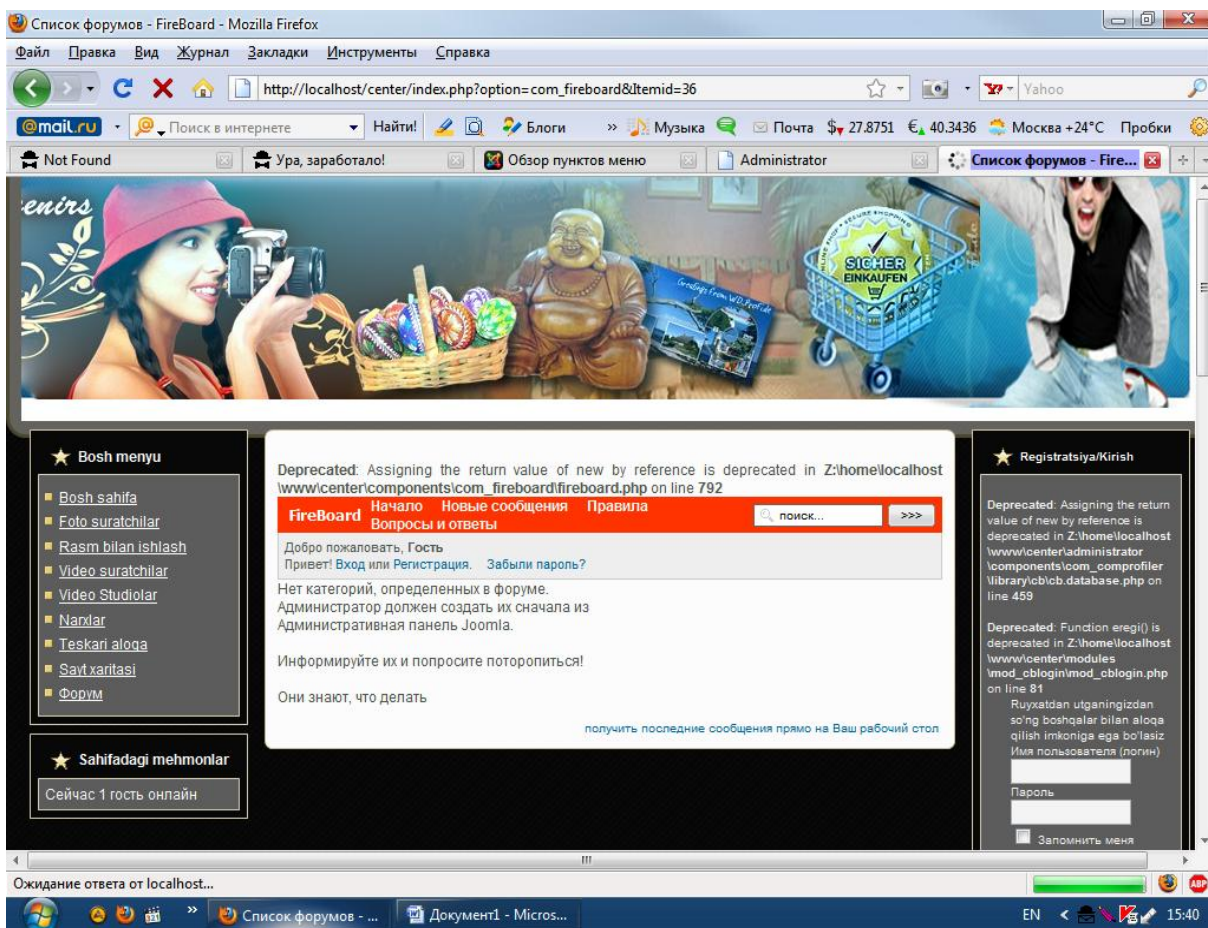 Список форумов - FireBoard - Mozilla Firefox
Файл Правка Вид Журнал Закладки Инструменты Справка
http://localhost/center/index.php?option=com_fireboard&Itemid=36
Yahoo
@mail.ru Поиск в интернете Найти! Блоги » Музыка Почта $ 27.8751 € 40.3436 Москва +24°C Пробки
Not Found
Ура, заработало!
Обзор пунктов меню
Administrator
Список форумов - Fire...
enirs
Greetings from
SECURE SHOPPING
SICHER
EINKAUFEN
Bosh menyu
Bosh sahifa
Foto suratchilar
Rasm bilan ishlash
Video suratchilar
Video Studiolar
Narxlar
Teskari aloqa
Sayt xaritasi
Форум
Sahifadagi mehmonlar
Сейчас 1 гость онлайн
Deprecated: Assigning the return value of new by reference is deprecated in Z:\home\localhost
\www\center\components\com_fireboard\fireboard.php on line 792
FireBoard
Начало Новые сообщения Правила
Вопросы и ответы
поиск...
>>>
Добро пожаловать, Гость
Привет! Вход или Регистрация. Забыли пароль?
Нет категорий, определенных в форуме.
Администратор должен создать их сначала из
Административная панель Joomla.
Информируйте их и попросите поторопиться!
Они знают, что делать
получить последние сообщения прямо на Ваш рабочий стол
Registratsiya/Kirish
Deprecated: Assigning the return
value of new by reference is
deprecated in Z:\home\localhost
\www\center\administrator
\components\com_comprofiler
\library\cb\cb.database.php on
line 459
Deprecated: Function eregi() is
deprecated in Z:\home\localhost
\www\center\modules
\mod_cblogin\mod_cblogin.php
on line 81
Ruyxatdan utganingizdan
so'ng boshqalar bilan aloqa
qilish imkoniga ega bo'lasiz
Имя пользователя (логин)
Пароль
Запомнить меня
Ожидание ответа от localhost...
ABP
» Список форумов - ... Документ1 - Micros...
EN < 15:40